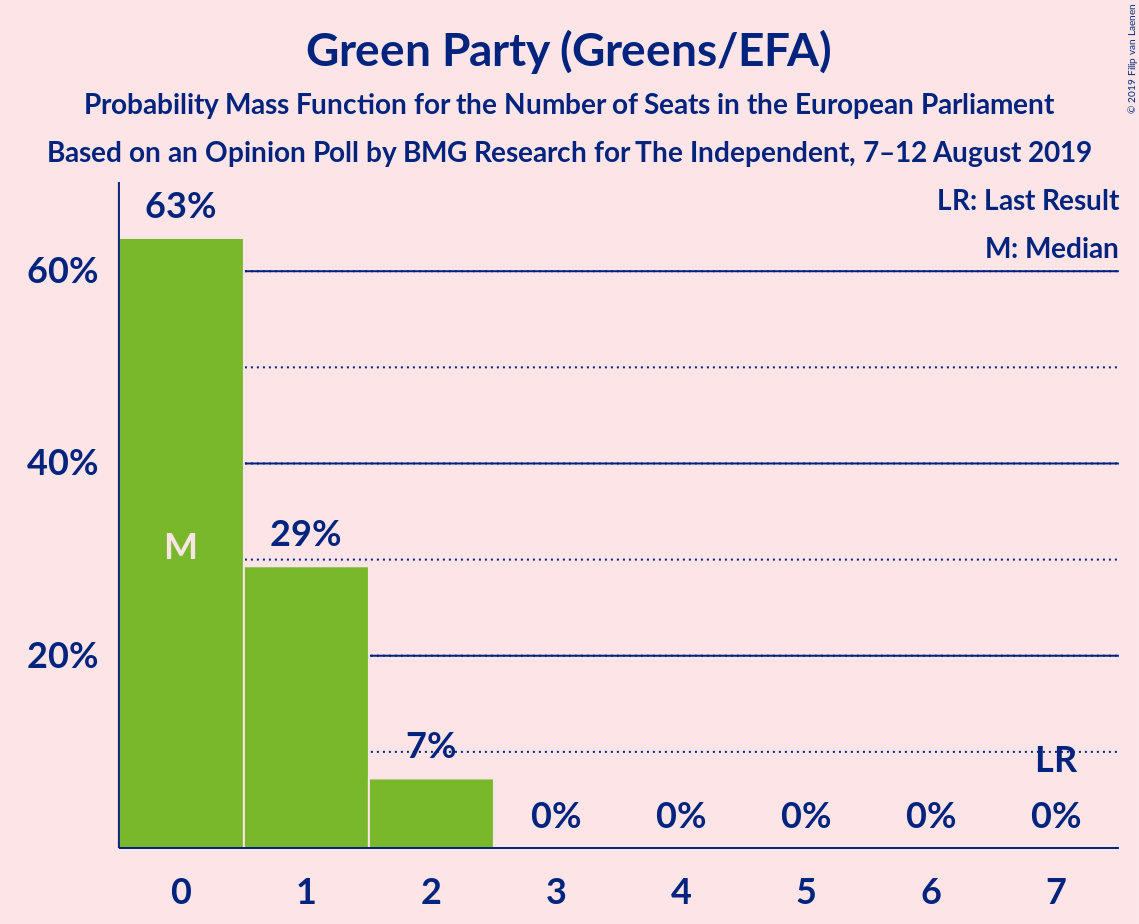 Green Party (Greens/EFA)
Probability Mass Function for the Number of Seats in the European Parliament
Based on an Opinion Poll by BMG Research for The Independent, 7–12 August 2019
© 2019 Filip van Laenen
LR: Last Result
M: Median
63%
60%
40%
M
29%
20%
7%
LR
0%
0%
0%
0%
0%
0
1
2
3
4
5
6
7